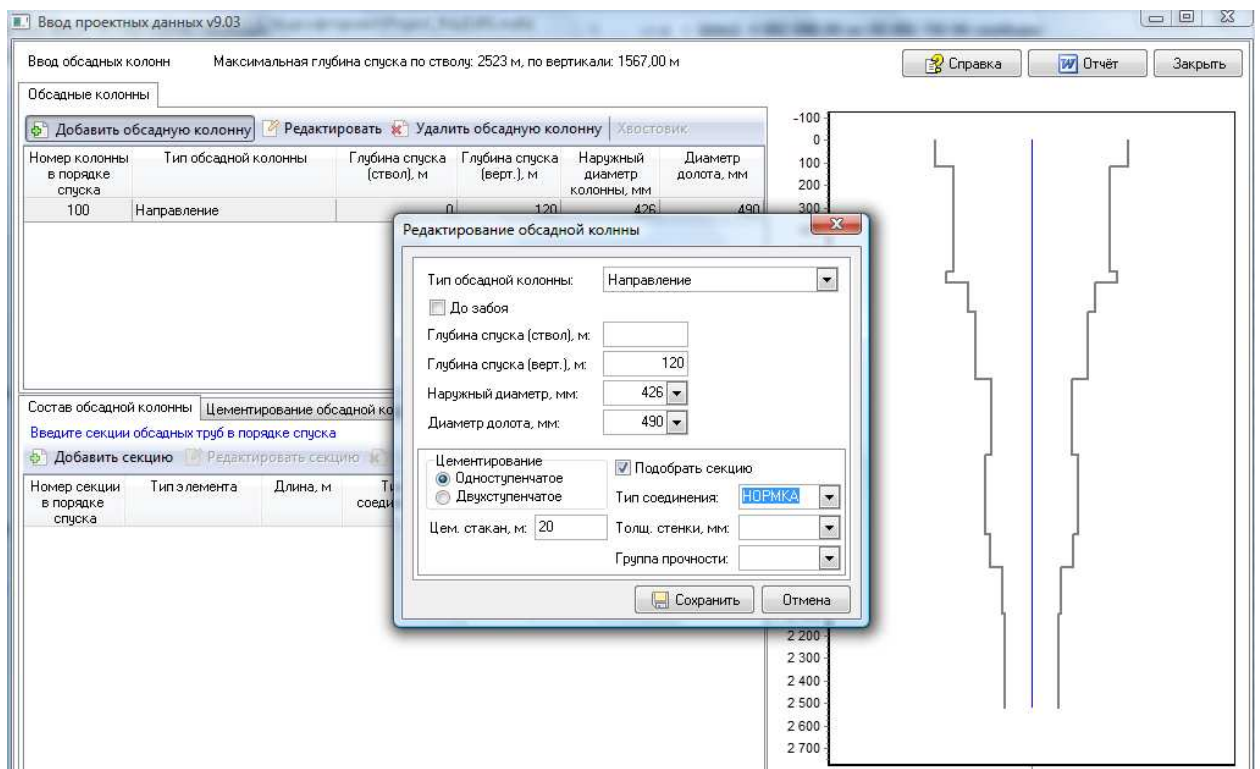 Ввод проектных данных v9.03
Ввод обсадных колонн Максимальная глубина спуска по стволу: 2523 м, по вертикали: 1567,00 м
Справка Отчёт Закрыть
Обсадные колонны
Добавить обсадную колонну Редактировать Удалить обсадную колонну Хвостовик
Номер колонны в порядке спуска Тип обсадной колонны Глубина спуска (ствол), м Глубина спуска (верт.), м Наружный диаметр колонны, мм Диаметр долота, мм
100 Направление 0 120 426 490
Редактирование обсадной колнны
Тип обсадной колонны: Направление
До забоя
Глубина спуска (ствол), м:
Глубина спуска (верт.), м: 120
Наружный диаметр, мм: 426
Диаметр долота, мм: 490
Цементирование
Одноступенчатое
Двухступенчатое
Цем. стакан, м: 20
Подобрать секцию
Тип соединения: НОРМКА
Толщ. стенки, мм:
Группа прочности:
Сохранить Отмена
Состав обсадной колонны Цементирование обсадной ко
Введите секции обсадных труб в порядке спуска
Добавить секцию Редактировать секцию
Номер секции в порядке спуска Тип элемента Длина, м
соеди
-100
0
100
200
300
2 200
2 300
2 400
2 500
2 600
2 700